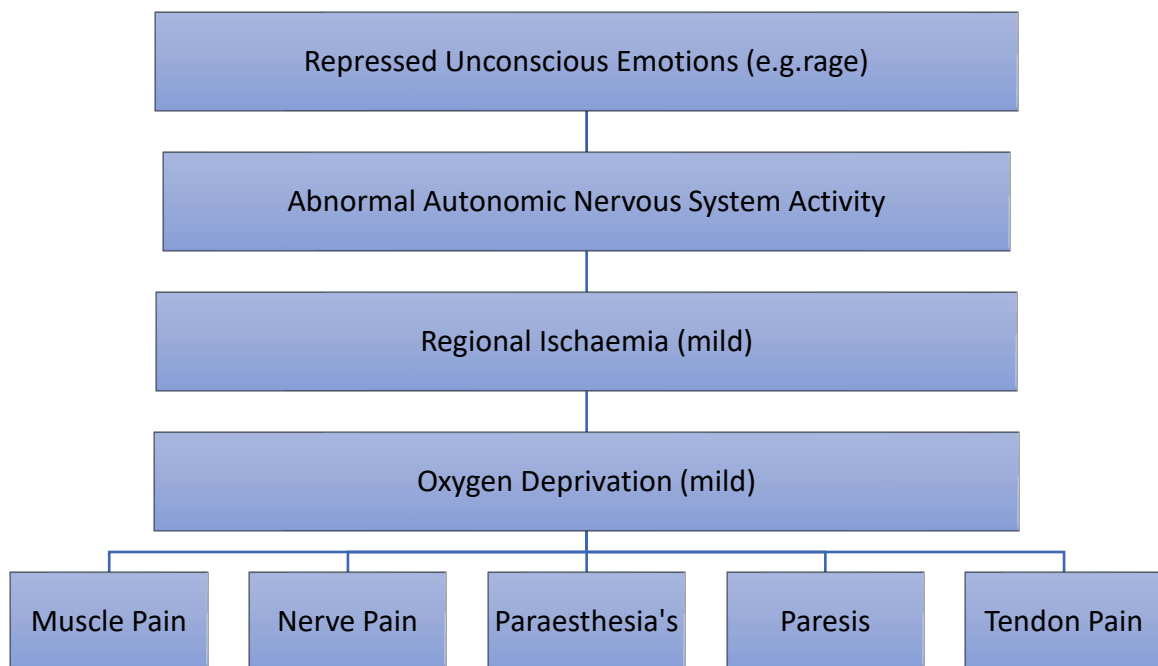 Repressed Unconscious Emotions (e.g.rage)
Abnormal Autonomic Nervous System Activity
Regional Ischaemia (mild)
Oxygen Deprivation (mild)
Muscle Pain
Nerve Pain
Paraesthesia's
Paresis
Tendon Pain